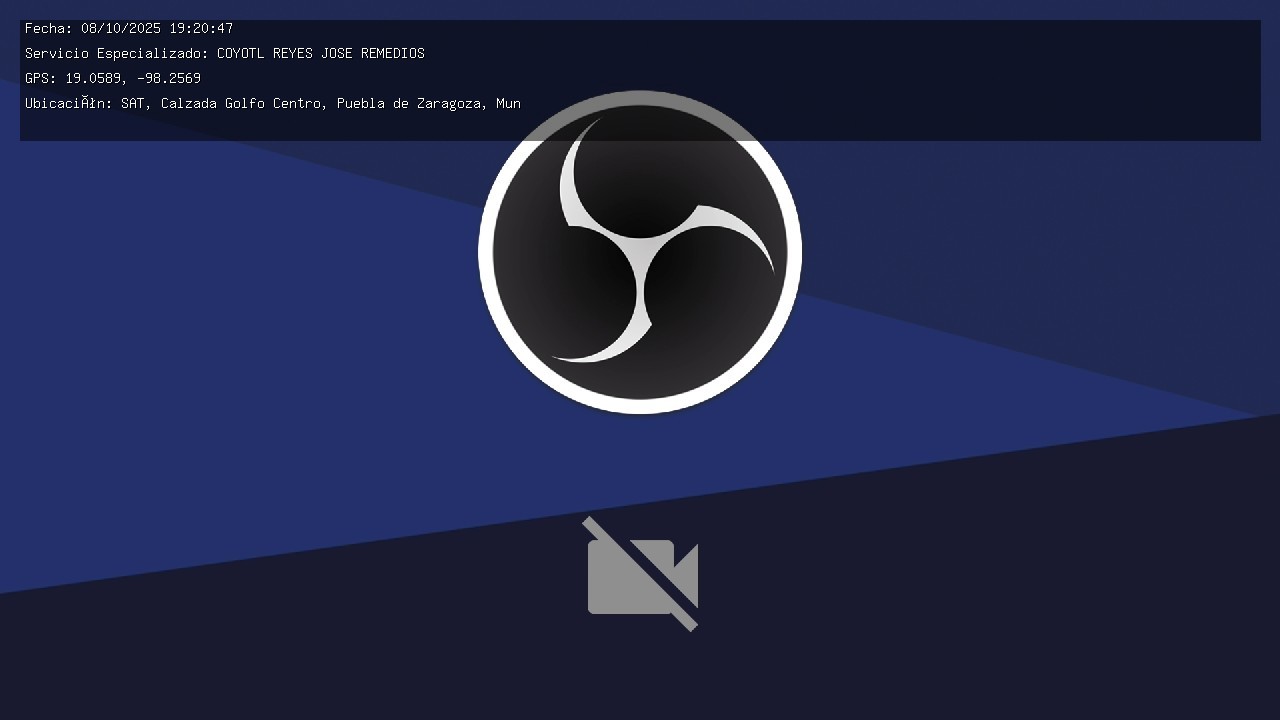 Fecha: 08/10/2025 19:20:47
Servicio Especializado: COYOTL REYES JOSE REMEDIOS
GPS: 19.0589, -98.2569
UbicaciĂłn: SAT, Calzada Golfo Centro, Puebla de Zaragoza, Mun